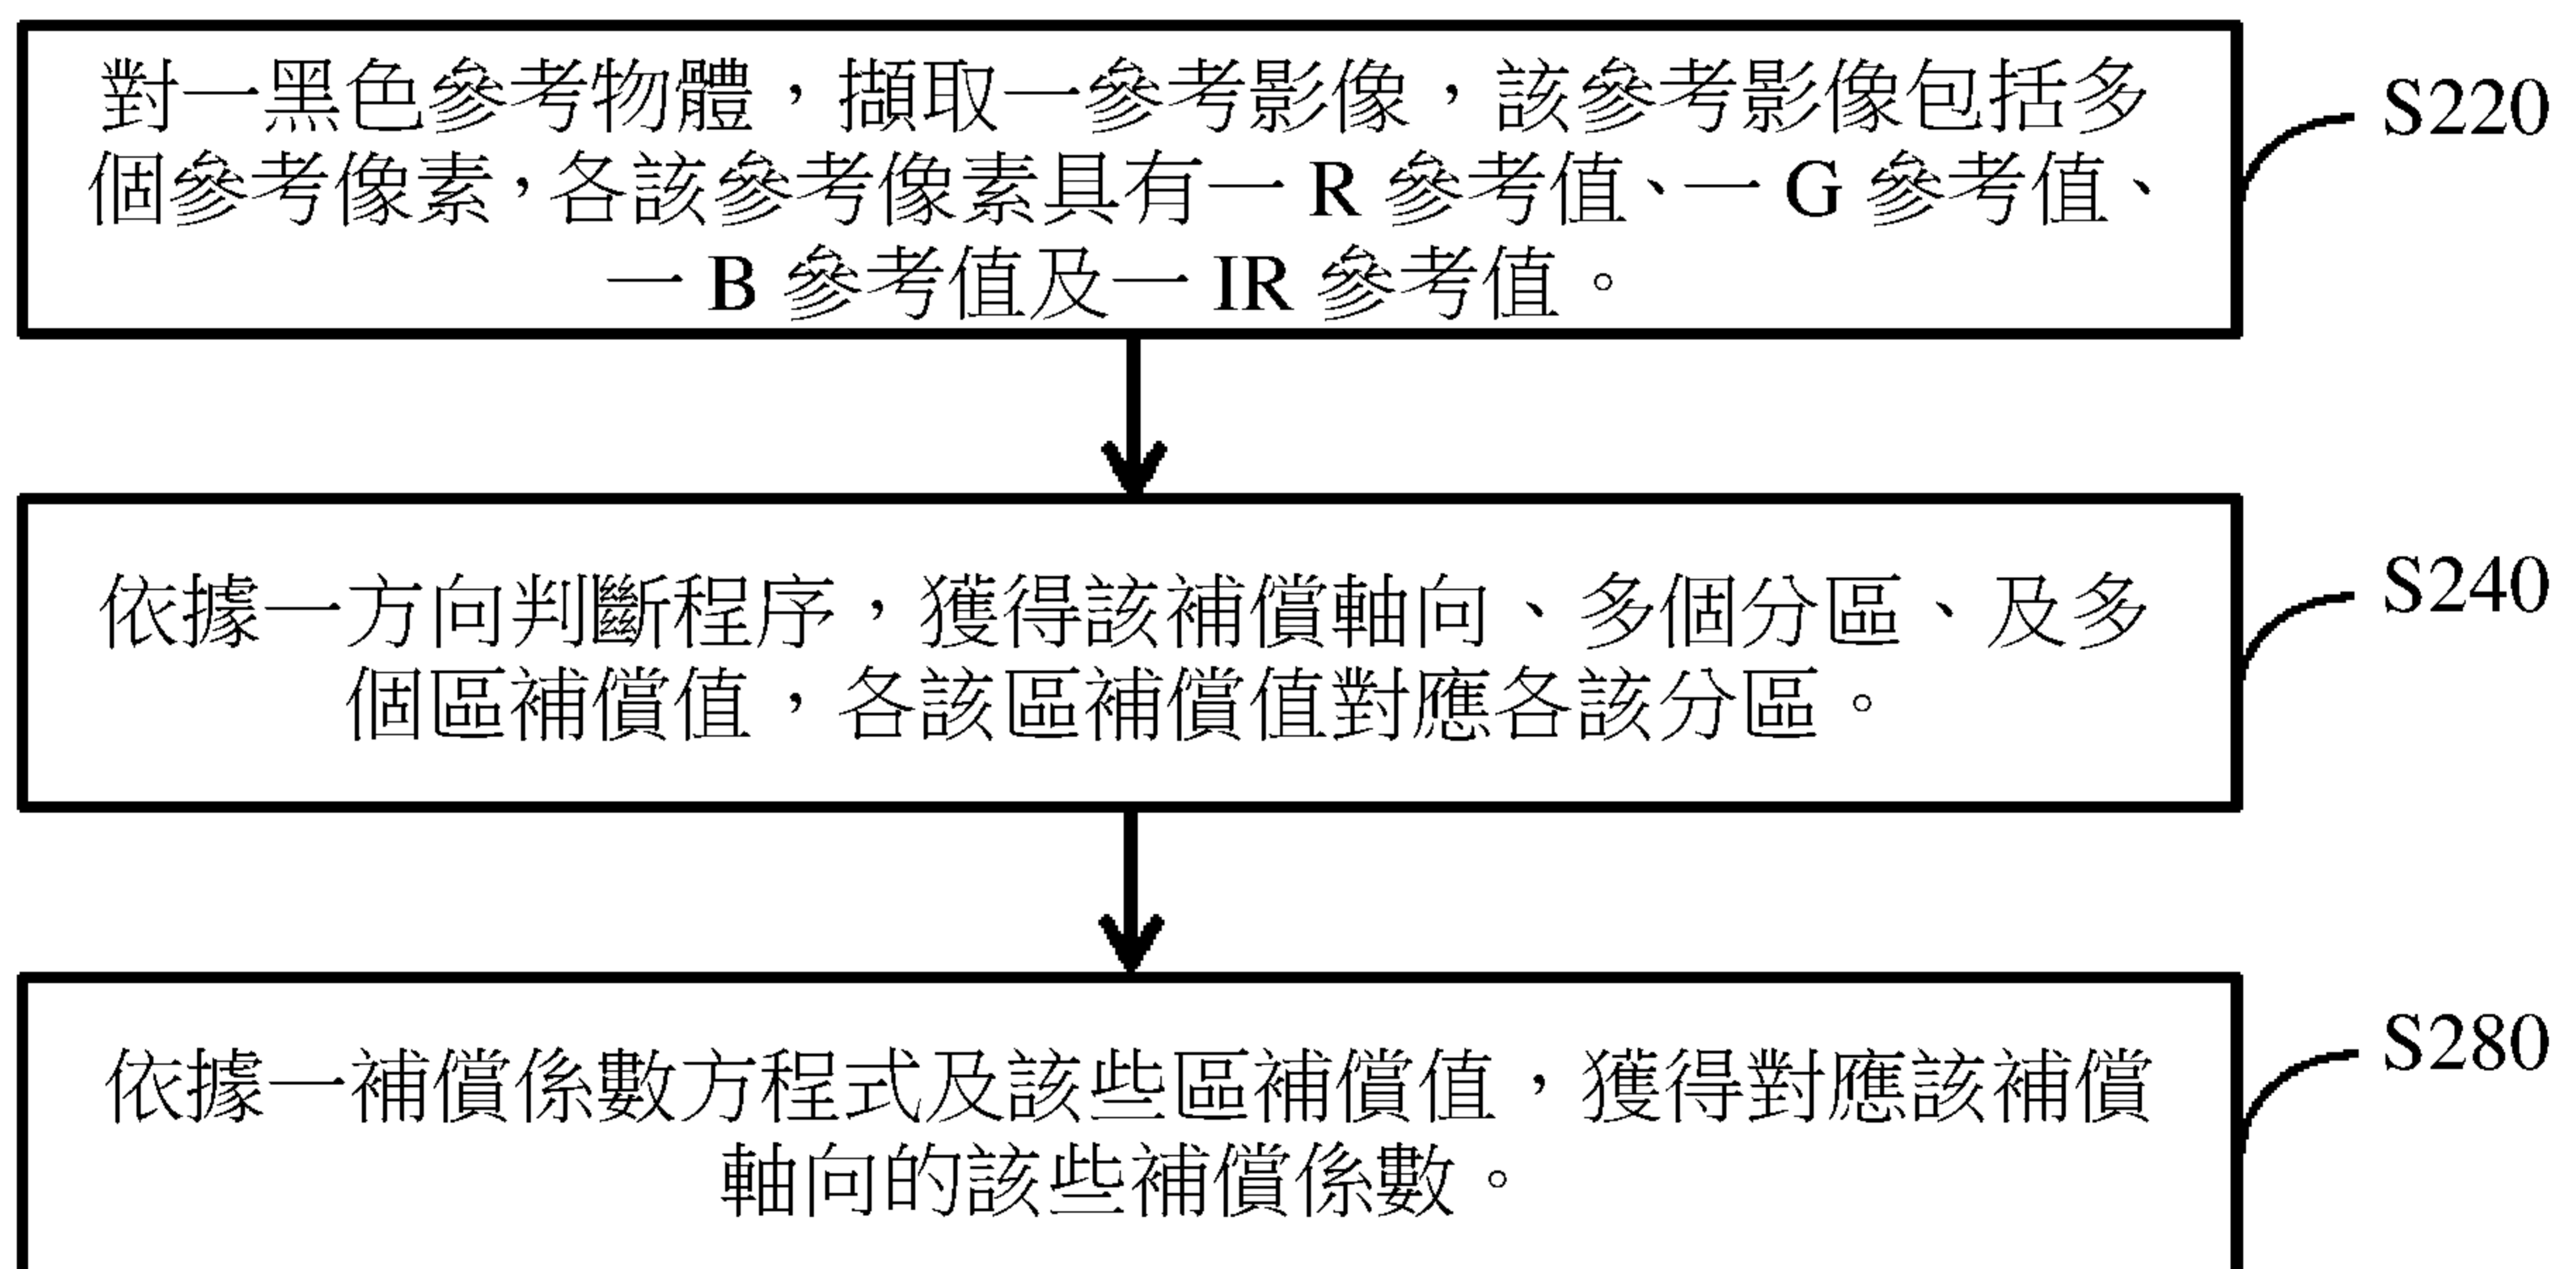 對一黑色參考物體，擷取一參考影像，該參考影像包括多
個參考像素，各該參考像素具有一 R 參考值、一 G 參考值、
一 B 參考值及一 IR 參考值。
S220
依據一方向判斷程序，獲得該補償軸向、多個分區、及多
個區補償值，各該區補償值對應各該分區。
S240
依據一補償係數方程式及該些區補償值，獲得對應該補償
軸向的該些補償係數。
S280